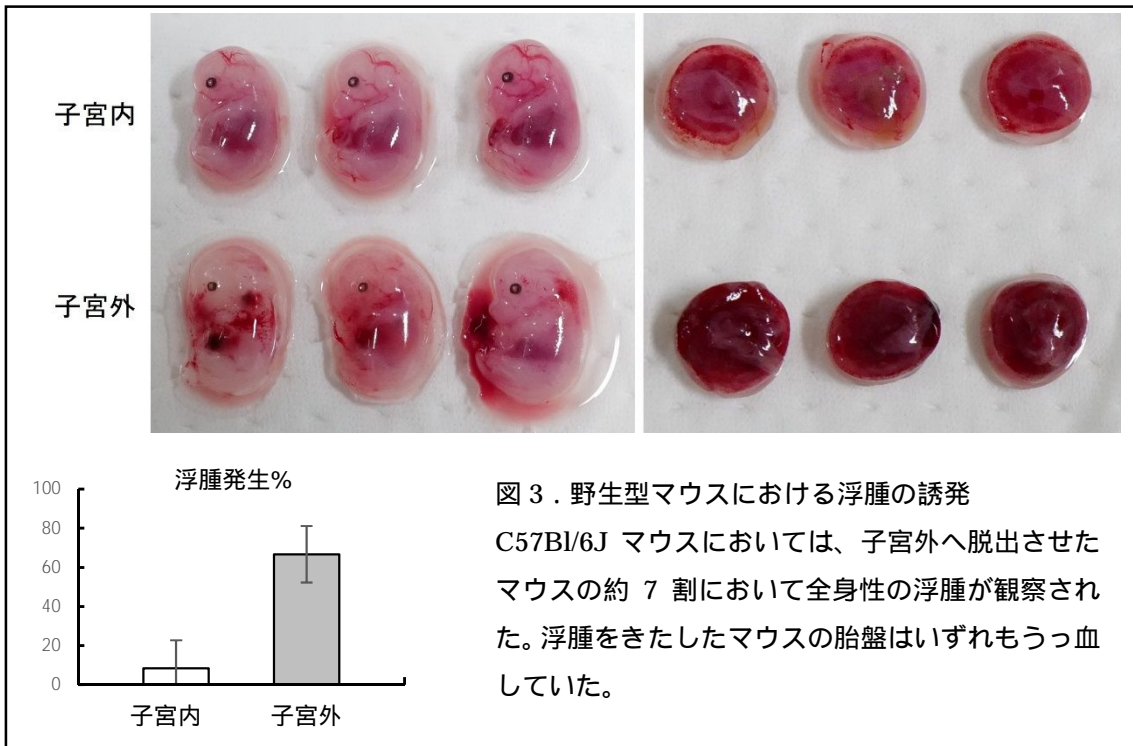 子宮内
子宮外
浮腫発生%
100
80
60
40
20
0
子宮内
子宮外
図 3．野生型マウスにおける浮腫の誘発
C57Bl/6J マウスにおいては、子宮外へ脱出させた
マウスの約 7 割において全身性の浮腫が観察され
た。浮腫をきたしたマウスの胎盤はいずれもうっ血
していた。